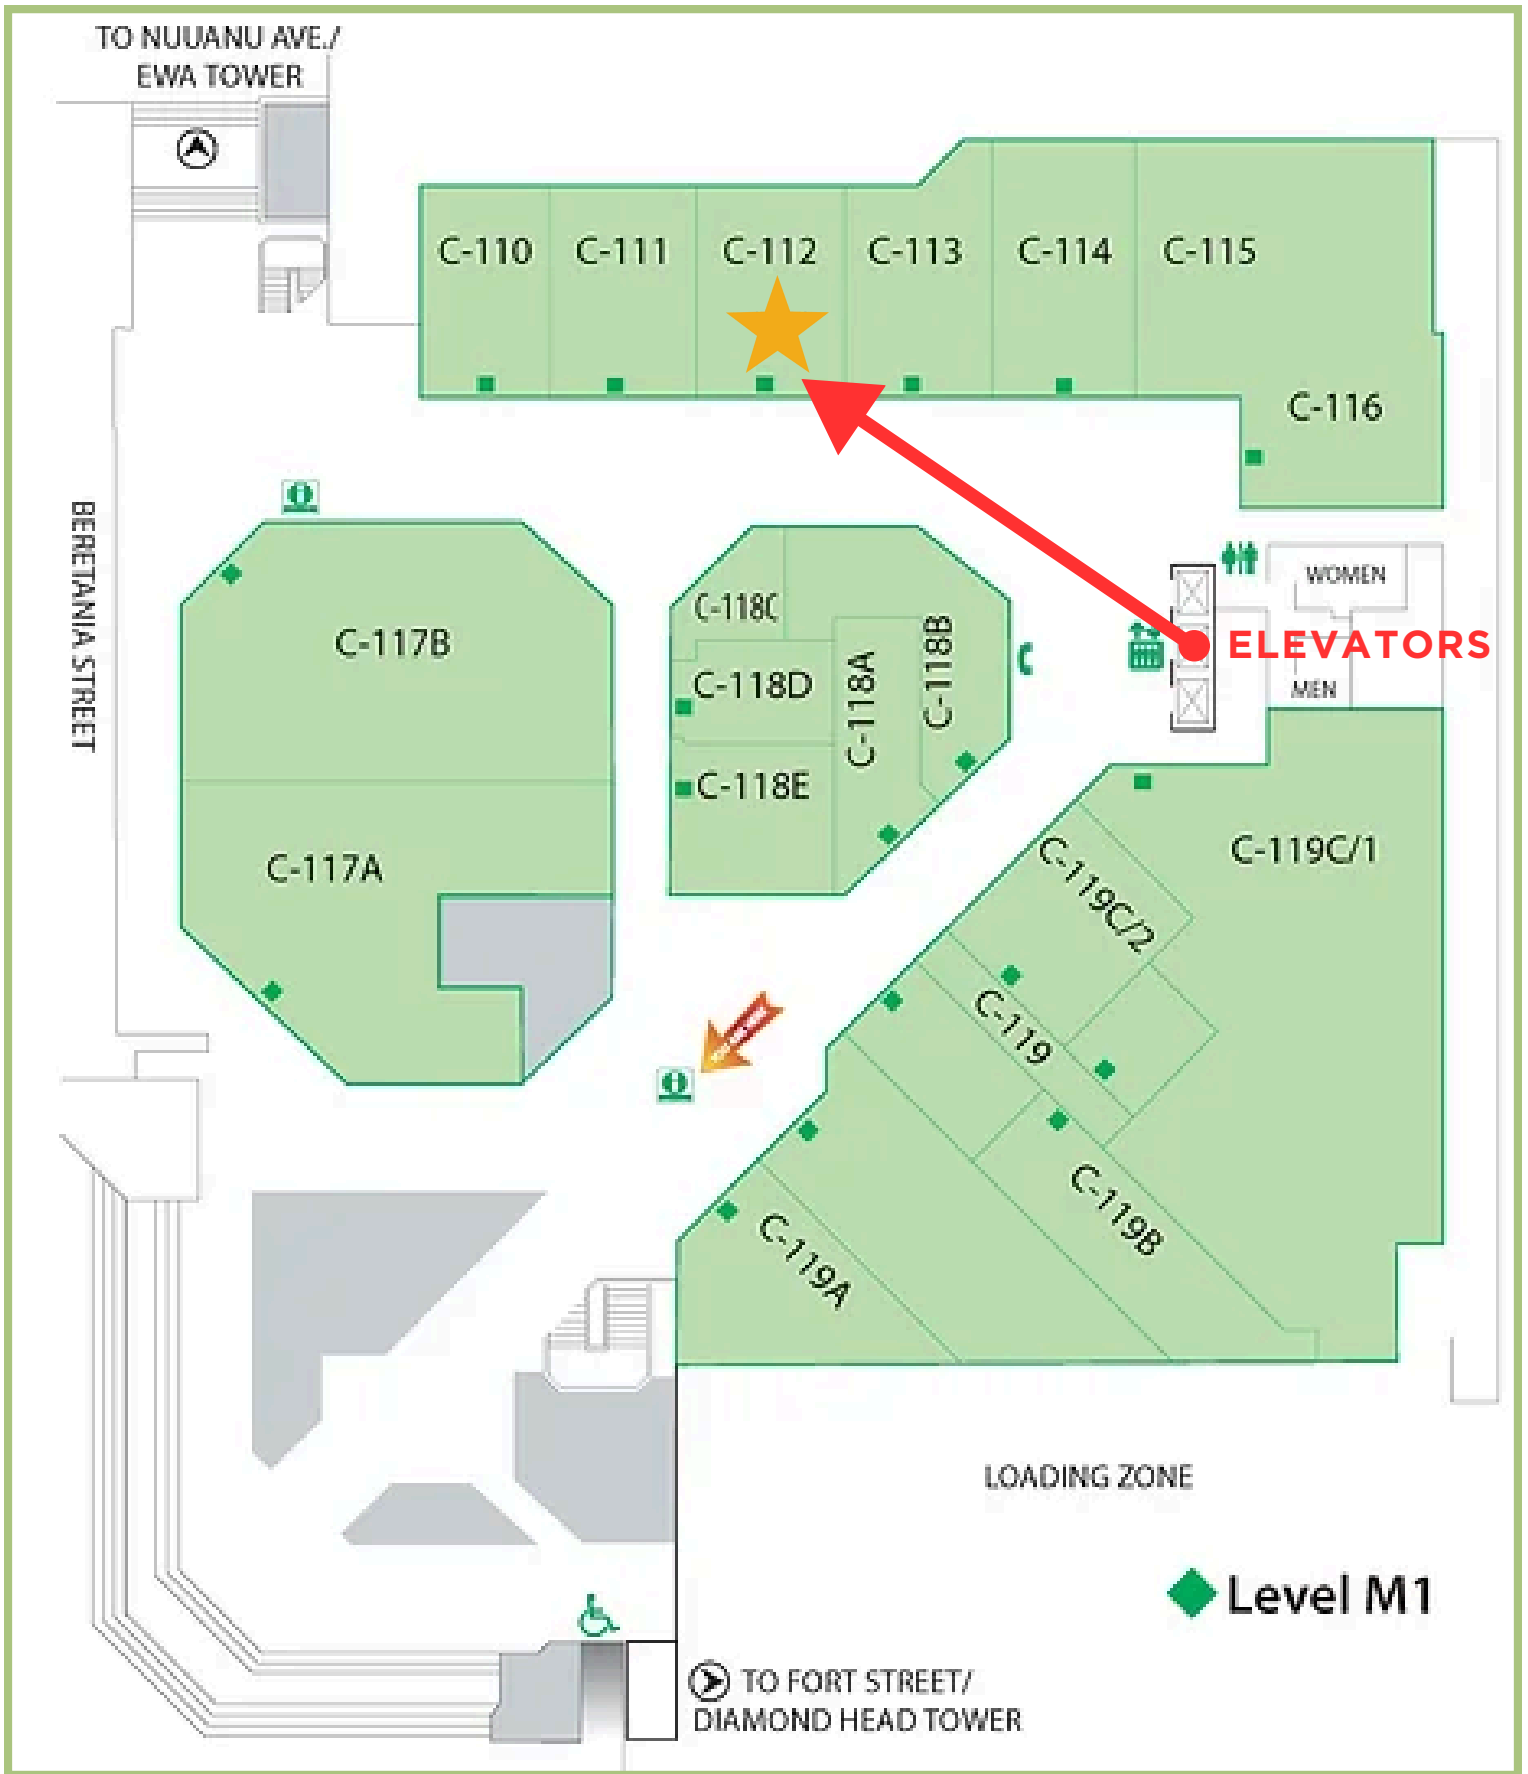 TO NUUANU AVE./
EWA TOWER
C-110
C-111
C-112
C-113
C-114
C-115
C-116
BERETANIA STREET
C-117B
C-117A
C-118C
C-118D
C-118E
C-118A
C-118B
WOMEN
ELEVATORS
MEN
C-119C/1
C-119C/2
C-119
C-119B
C-119A
LOADING ZONE
Level M1
TO FORT STREET/
DIAMOND HEAD TOWER